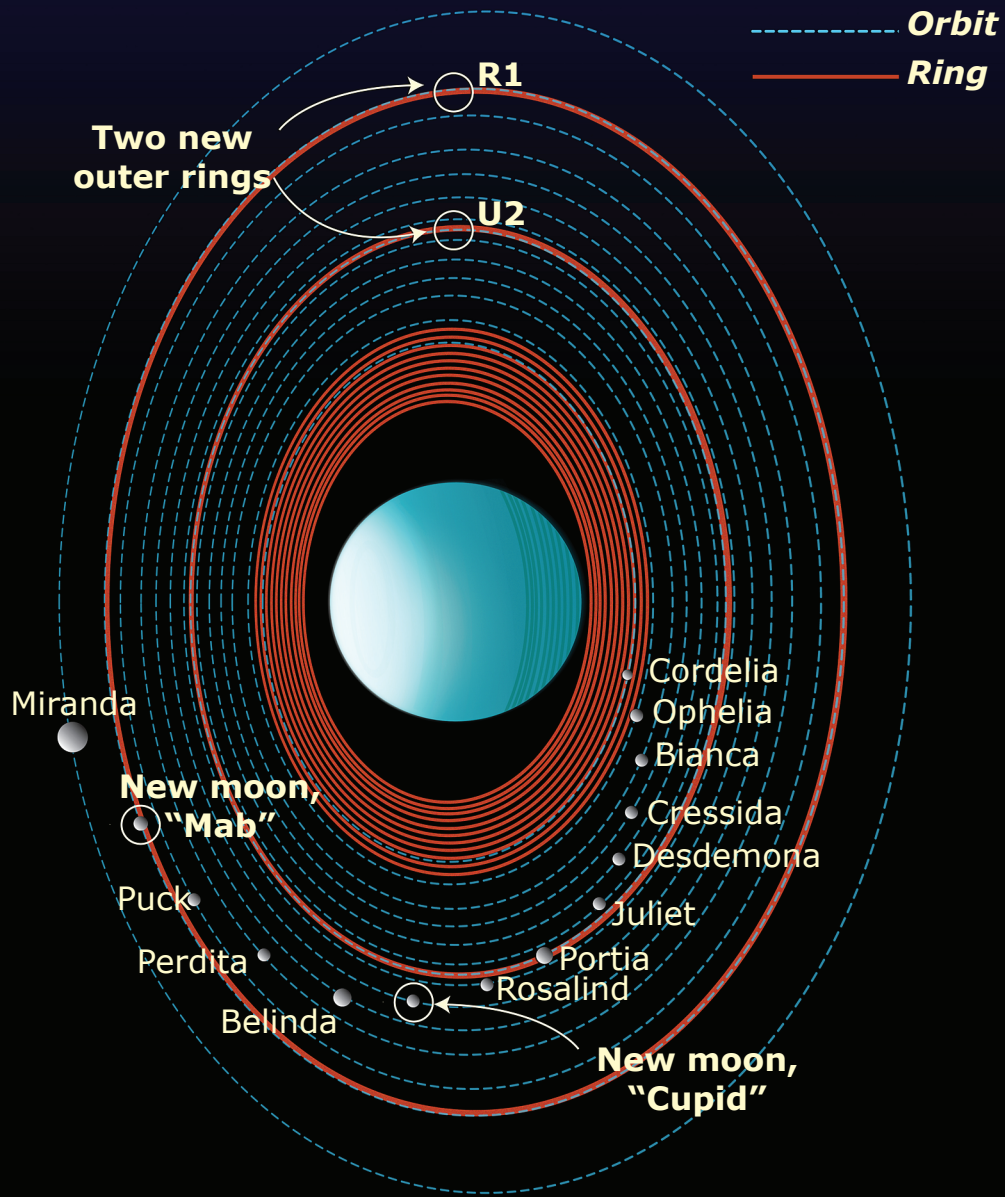 Orbit
Ring
R1
Two new
outer rings
U2
Cordelia
Miranda
Ophelia
Bianca
New moon,
“Mab”
Cressida
Desdemona
Puck
Juliet
Perdita
Portia
Rosalind
Belinda
New moon,
“Cupid”